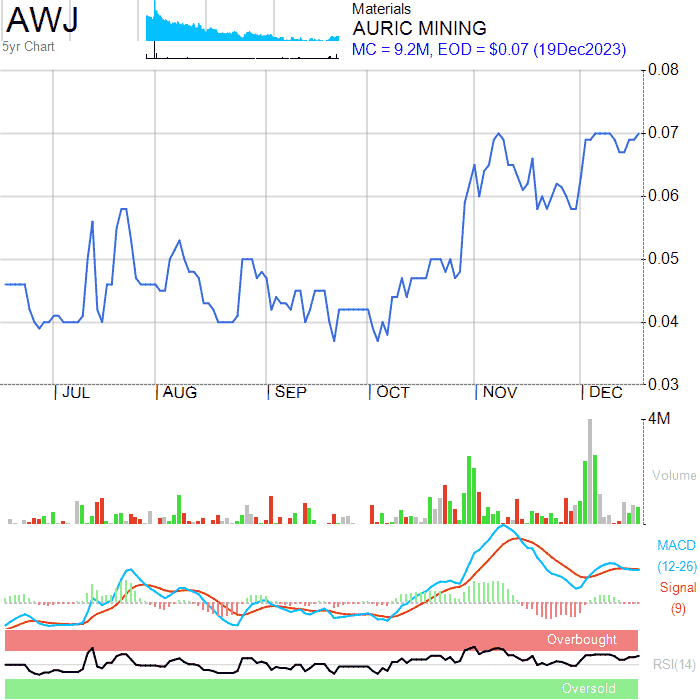 AWJ
5yr Chart
Materials
AURIC MINING
MC = 9.2M, EOD = $0.07 (19Dec2023)
0.08
0.07
0.06
0.05
0.04
0.03
JUL AUG SEP OCT NOV DEC
4M
Volume
MACD
(12-26)
Signal
(9)
Overbought
RSI(14)
Oversold